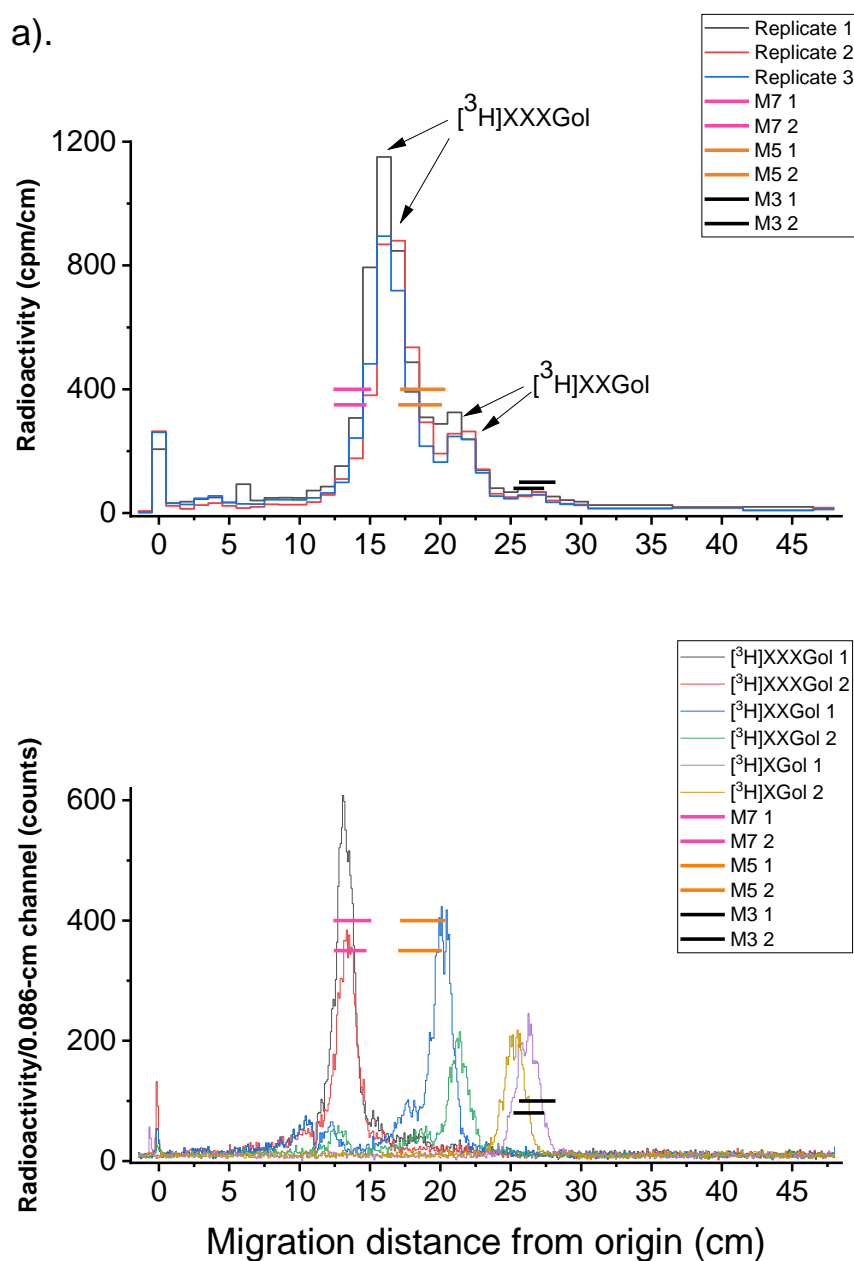 a).
Replicate 1
Replicate 2
Replicate 3
M7 1
M7 2
M5 1
M5 2
M3 1
M3 2
[³H]XXXGol
[³H]XXGol
Radioactivity (cpm/cm)
1200
800
400
0
0 5 10 15 20 25 30 35 40 45
[³H]XXXGol 1
[³H]XXXGol 2
[³H]XXGol 1
[³H]XXGol 2
[³H]XGol 1
[³H]XGol 2
M7 1
M7 2
M5 1
M5 2
M3 1
M3 2
Radioactivity/0.086-cm channel (counts)
600
400
200
0
0 5 10 15 20 25 30 35 40 45
Migration distance from origin (cm)